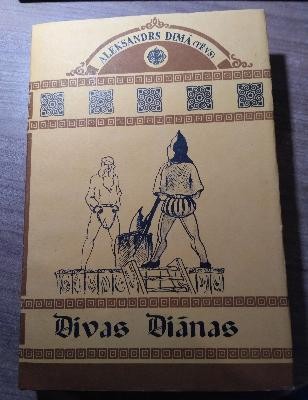 ALEKSANDRS DIMĀ (TĒVS)
Divas Diānas